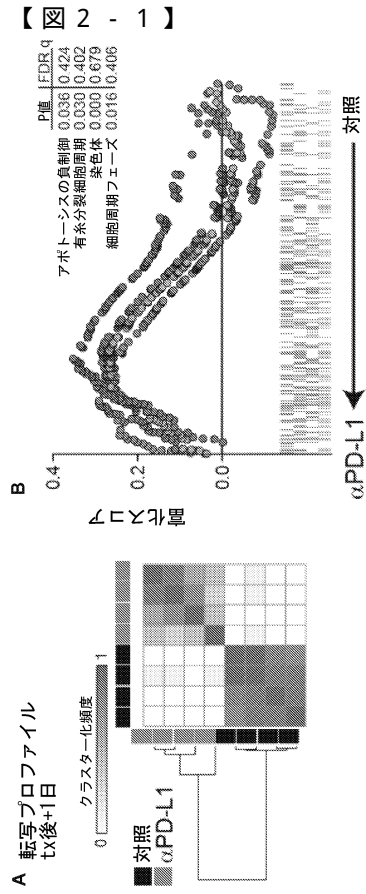 【図2-1】
A 転写プロファイル
tx後+1日
クラスター化頻度
0 1
対照
αPD-L1
B
P値 FDR q
アポトーシスの負制御 0.036 0.424
有糸分裂細胞周期 0.030 0.402
染色体 0.000 0.679
細胞周期フェーズ 0.016 0.406
富化スコア
0.4
0.2
0.0
αPD-L1 対照